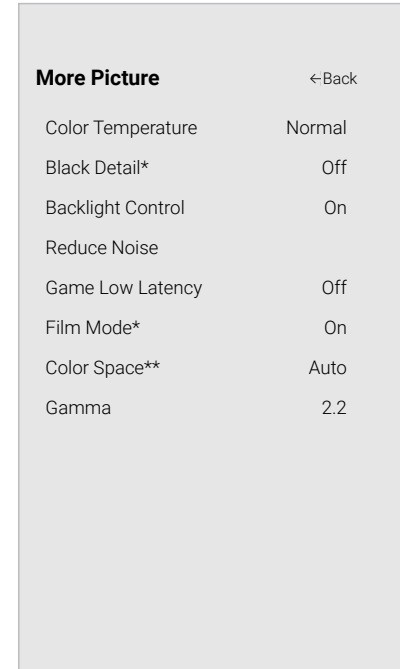 More Picture ←Back
Color Temperature Normal
Black Detail* Off
Backlight Control On
Reduce Noise
Game Low Latency Off
Film Mode* On
Color Space** Auto
Gamma 2.2